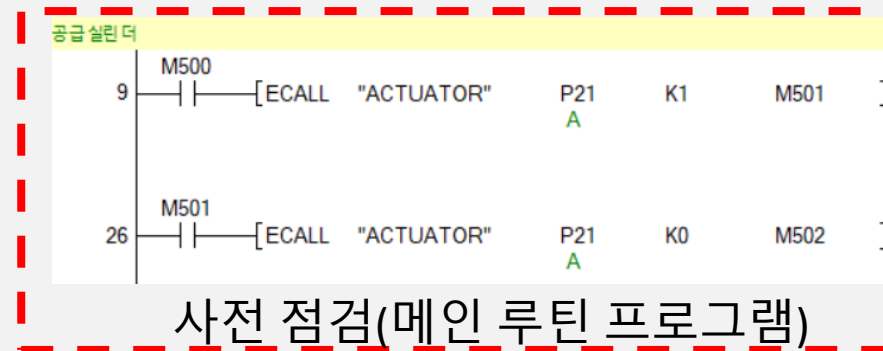 공급 실린 더
M500
9 [ECALL "ACTUATOR" P21 K1 M501 ]
A
M501
26 [ECALL "ACTUATOR" P21 K0 M502 ]
A
사전 점검(메인 루틴 프로그램)